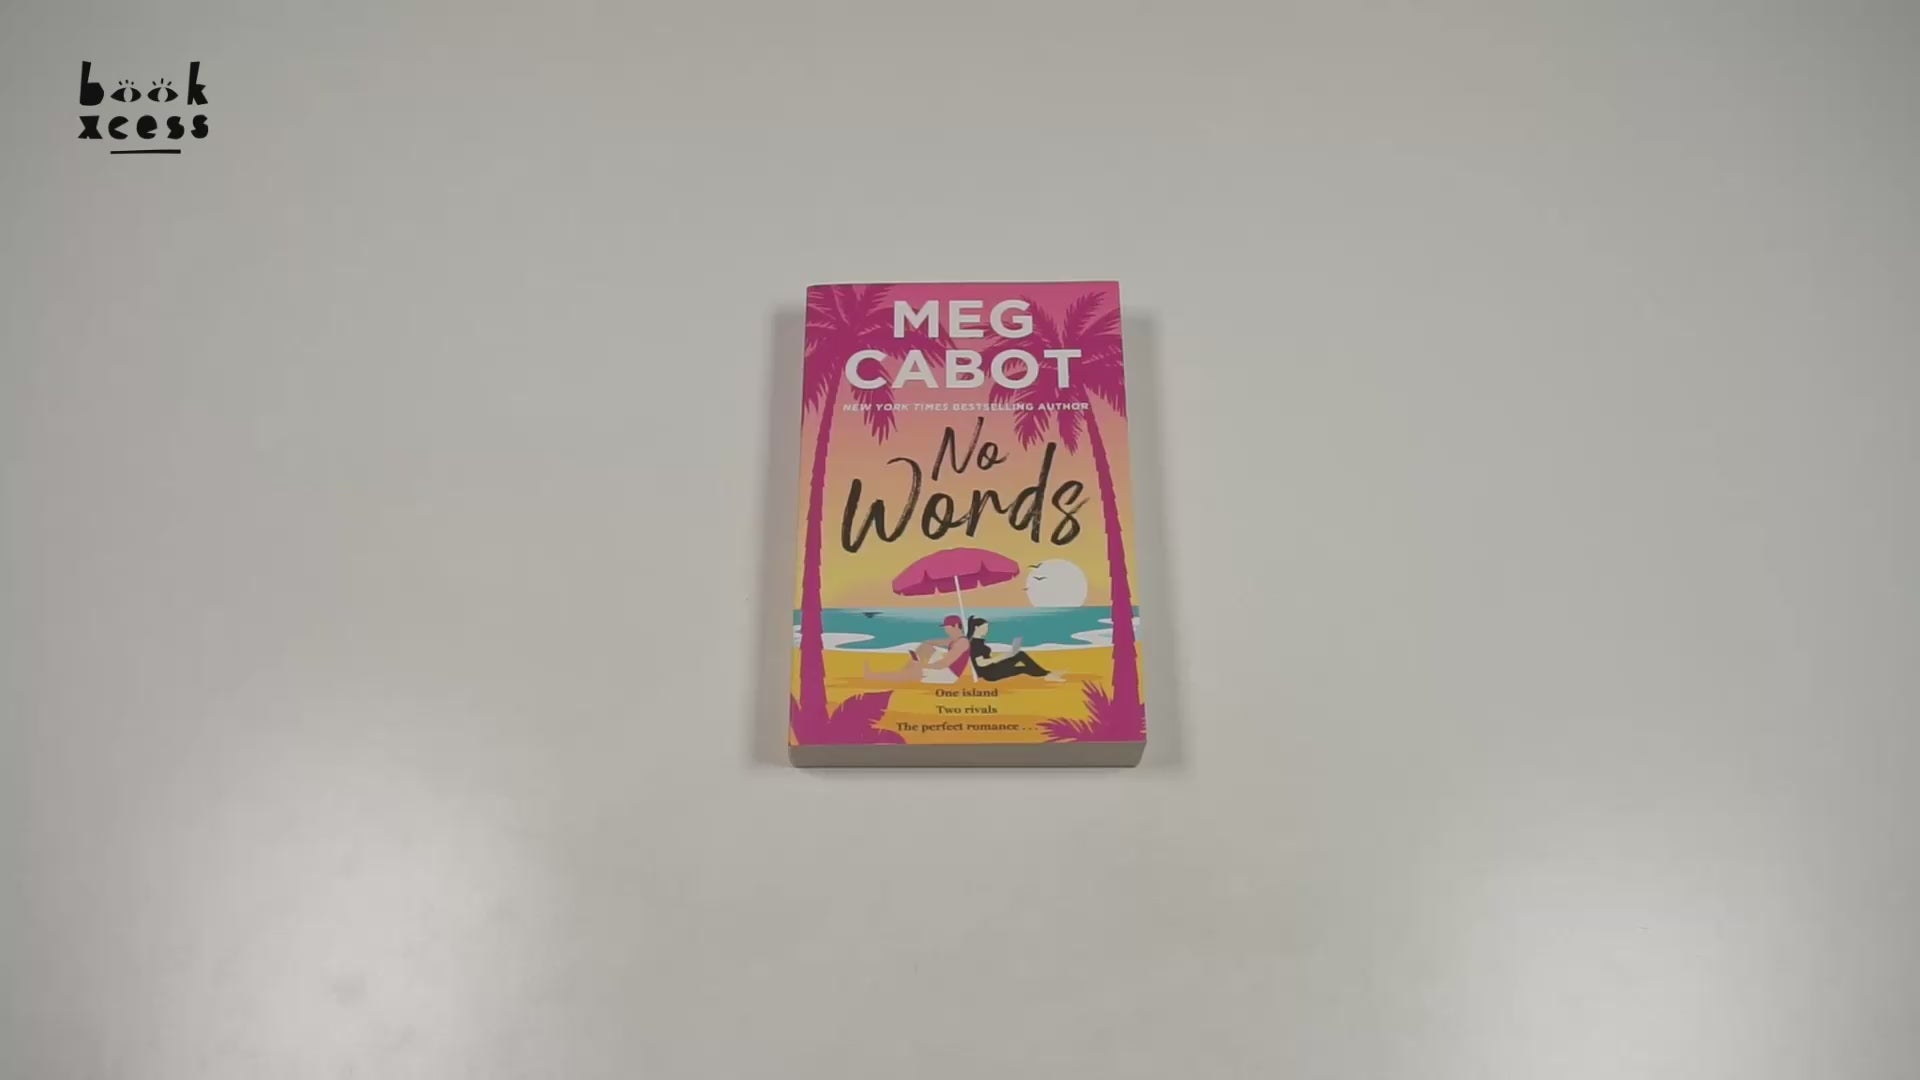 book
xcess
MEG
CABOT
NEW YORK TIMES BESTSELLING AUTHOR
No
Words
One island
Two rivals
The perfect romance . . .